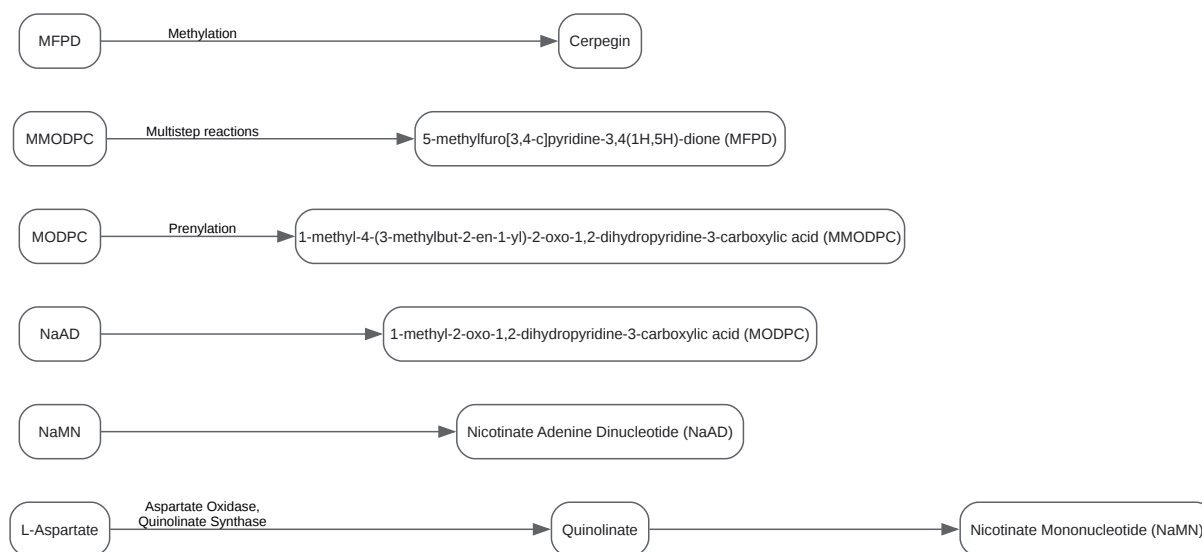 MFPD
Methylation
Cerpegin
MMODPC
Multistep reactions
5-methylfuro[3,4-c]pyridine-3,4(1H,5H)-dione (MFPD)
MODPC
Prenylation
1-methyl-4-(3-methylbut-2-en-1-yl)-2-oxo-1,2-dihydropyridine-3-carboxylic acid (MMODPC)
NaAD
1-methyl-2-oxo-1,2-dihydropyridine-3-carboxylic acid (MODPC)
NaMN
Nicotinate Adenine Dinucleotide (NaAD)
L-Aspartate
Aspartate Oxidase,
Quinolinate Synthase
Quinolinate
Nicotinate Mononucleotide (NaMN)